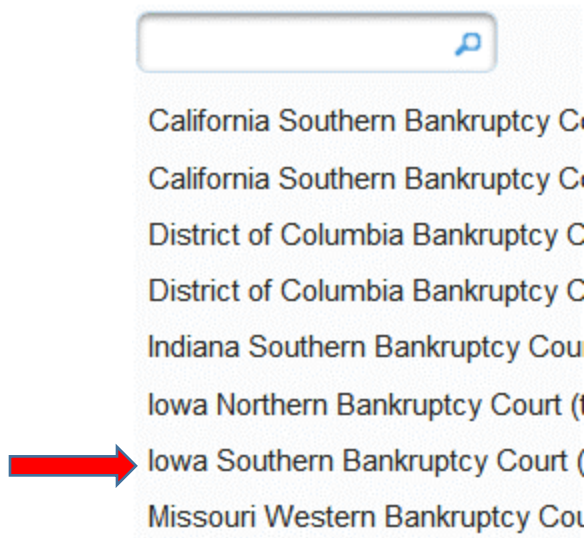 California Southern Bankruptcy
California Southern Bankruptcy
District of Columbia Bankruptcy
District of Columbia Bankruptcy
Indiana Southern Bankruptcy
Iowa Northern Bankruptcy Court
Iowa Southern Bankruptcy Court (
Missouri Western Bankruptcy